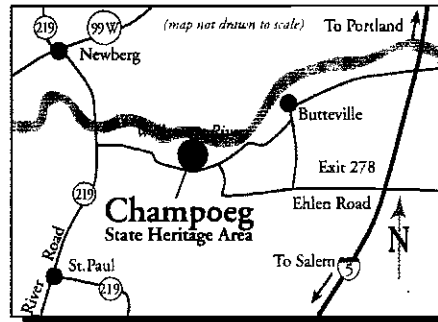 219
99W
(map not drawn to scale)
To Portland
Newberg
River
Butteville
Exit 278
219
Champoeg
State Heritage Area
Ehlen Road
N
River Road
St.Paul
To Salem
5
219